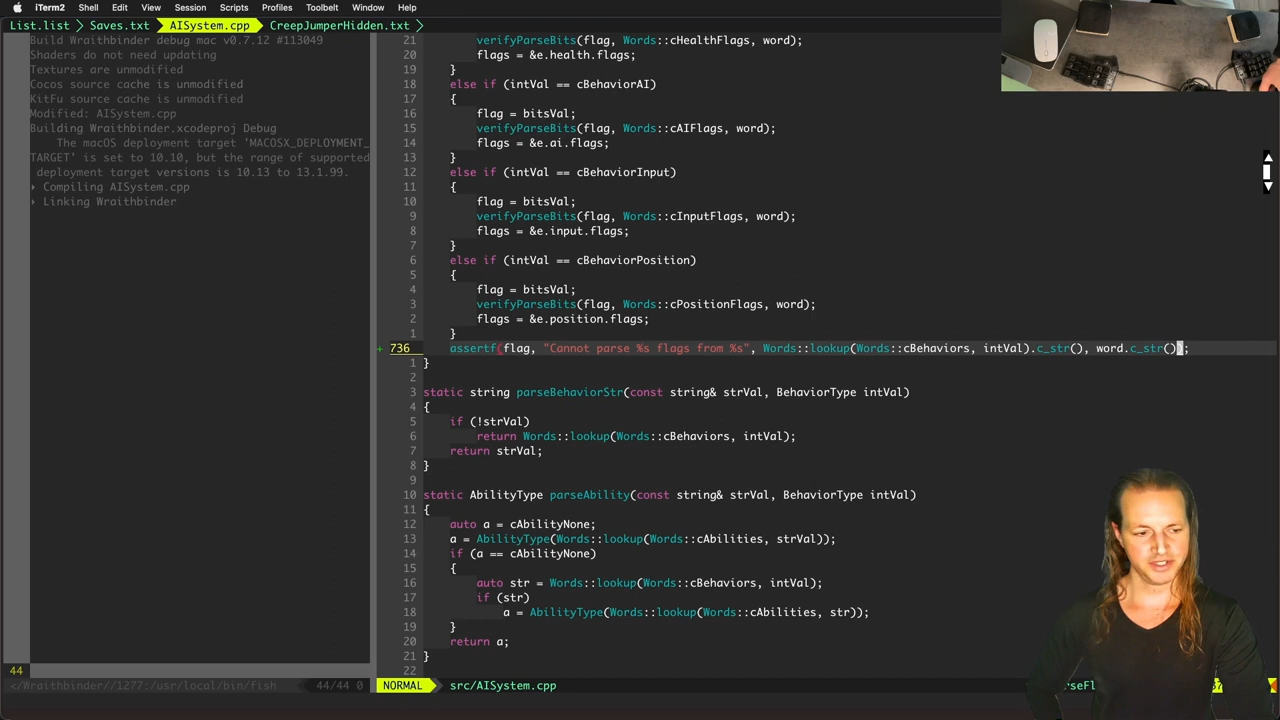 iTerm2 Shell Edit View Session Scripts Profiles Toolbelt Window Help
List.list Saves.txt AISystem.cpp CreepJumperHidden.txt
Build Wraithbinder debug mac v0.7.12 #113049
Shaders do not need updating
Textures are unmodified
Cocos source cache is unmodified
KitFu source cache is unmodified
Modified: AISystem.cpp
Building Wraithbinder.xcodeproj Debug
The macOS deployment target 'MACOSX_DEPLOYMENT_
TARGET' is set to 10.10, but the range of supported
deployment target versions is 10.13 to 13.1.99.
Compiling AISystem.cpp
Linking Wraithbinder
44
</Wraithbinder//1277:/usr/local/bin/fish 44/44 0
21 verifyParseBits(flag, Words::cHealthFlags, word);
20 flags = &e.health.flags;
19 }
18 else if (intVal == cBehaviorAI)
17 {
16 flag = bitsVal;
15 verifyParseBits(flag, Words::cAIFlags, word);
14 flags = &e.ai.flags;
13 }
12 else if (intVal == cBehaviorInput)
11 {
10 flag = bitsVal;
9 verifyParseBits(flag, Words::cInputFlags, word);
8 flags = &e.input.flags;
7 }
6 else if (intVal == cBehaviorPosition)
5 {
4 flag = bitsVal;
3 verifyParseBits(flag, Words::cPositionFlags, word);
2 flags = &e.position.flags;
1 }
+ 736 assertf(flag, "Cannot parse %s flags from %s", Words::lookup(Words::cBehaviors, intVal).c_str(), word.c_str());
1 }
2
3 static string parseBehaviorStr(const string& strVal, BehaviorType intVal)
4 {
5 if (!strVal)
6 return Words::lookup(Words::cBehaviors, intVal);
7 return strVal;
8 }
9
10 static AbilityType parseAbility(const string& strVal, BehaviorType intVal)
11 {
12 auto a = cAbilityNone;
13 a = AbilityType(Words::lookup(Words::cAbilities, strVal));
14 if (a == cAbilityNone)
15 {
16 auto str = Words::lookup(Words::cBehaviors, intVal);
17 if (str)
18 a = AbilityType(Words::lookup(Words::cAbilities, str));
19 }
20 return a;
21 }
22
NORMAL src/AISystem.cpp